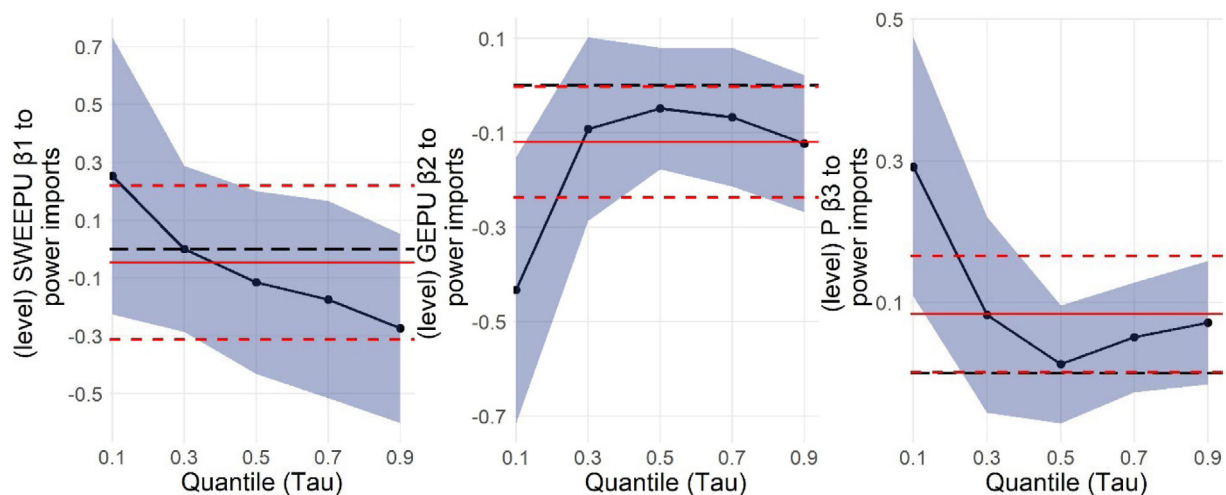 (level) SWEEPU β1 to
power imports
0.7
0.5
0.3
0.1
-0.1
-0.3
-0.5
0.1 0.3 0.5 0.7 0.9
Quantile (Tau)
(level) GEPU β2 to
power imports
0.1
-0.1
-0.3
-0.5
-0.7
0.1 0.3 0.5 0.7 0.9
Quantile (Tau)
(level) P β3 to
power imports
0.5
0.3
0.1
0.1 0.3 0.5 0.7 0.9
Quantile (Tau)